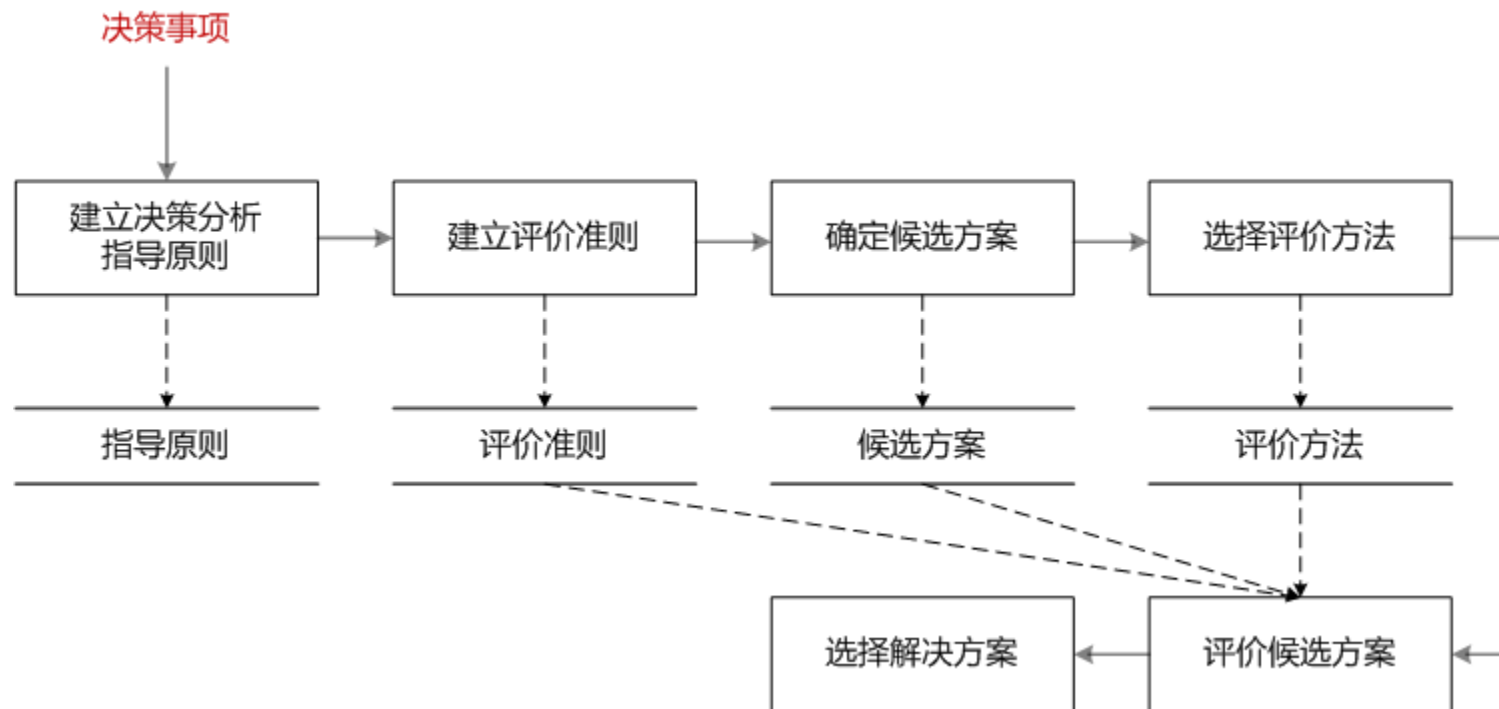 决策事项
建立决策分析
指导原则
建立评价准则
确定候选方案
选择评价方法
指导原则
评价准则
候选方案
评价方法
选择解决方案
评价候选方案